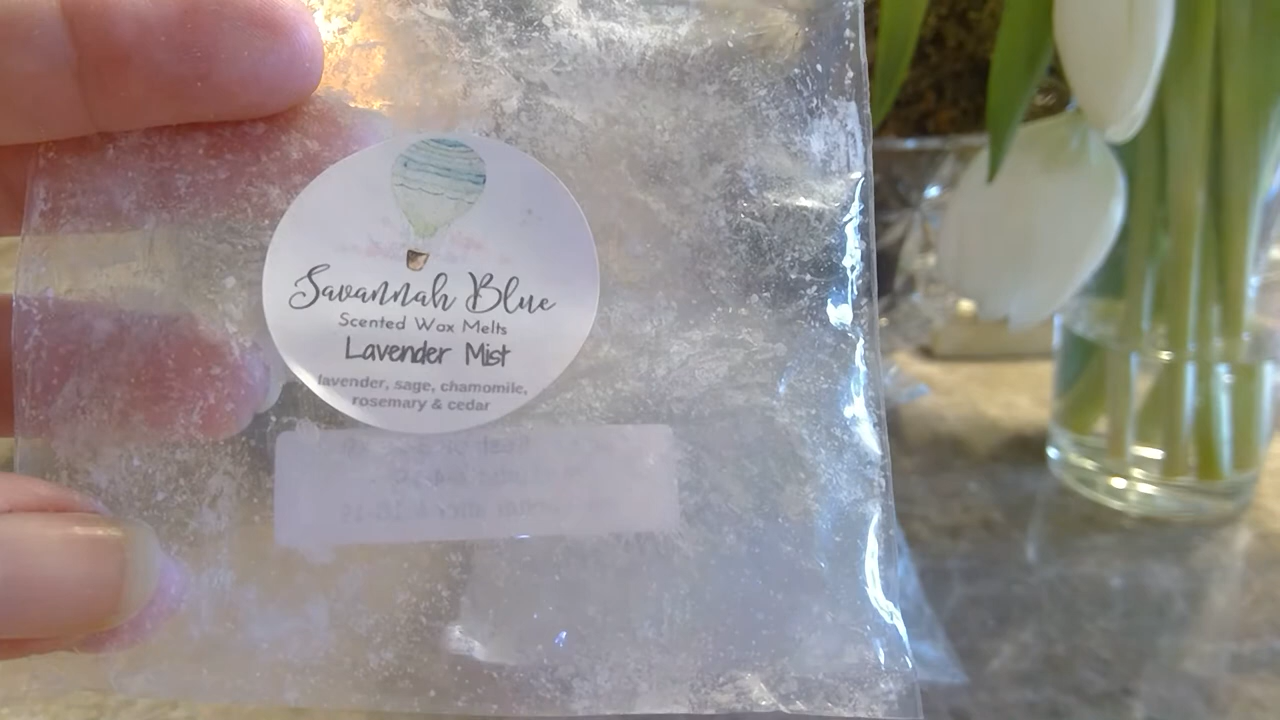 Savannah Blue
Scented Wax Melts
Lavender Mist
lavender, sage, chamomile,
rosemary & cedar